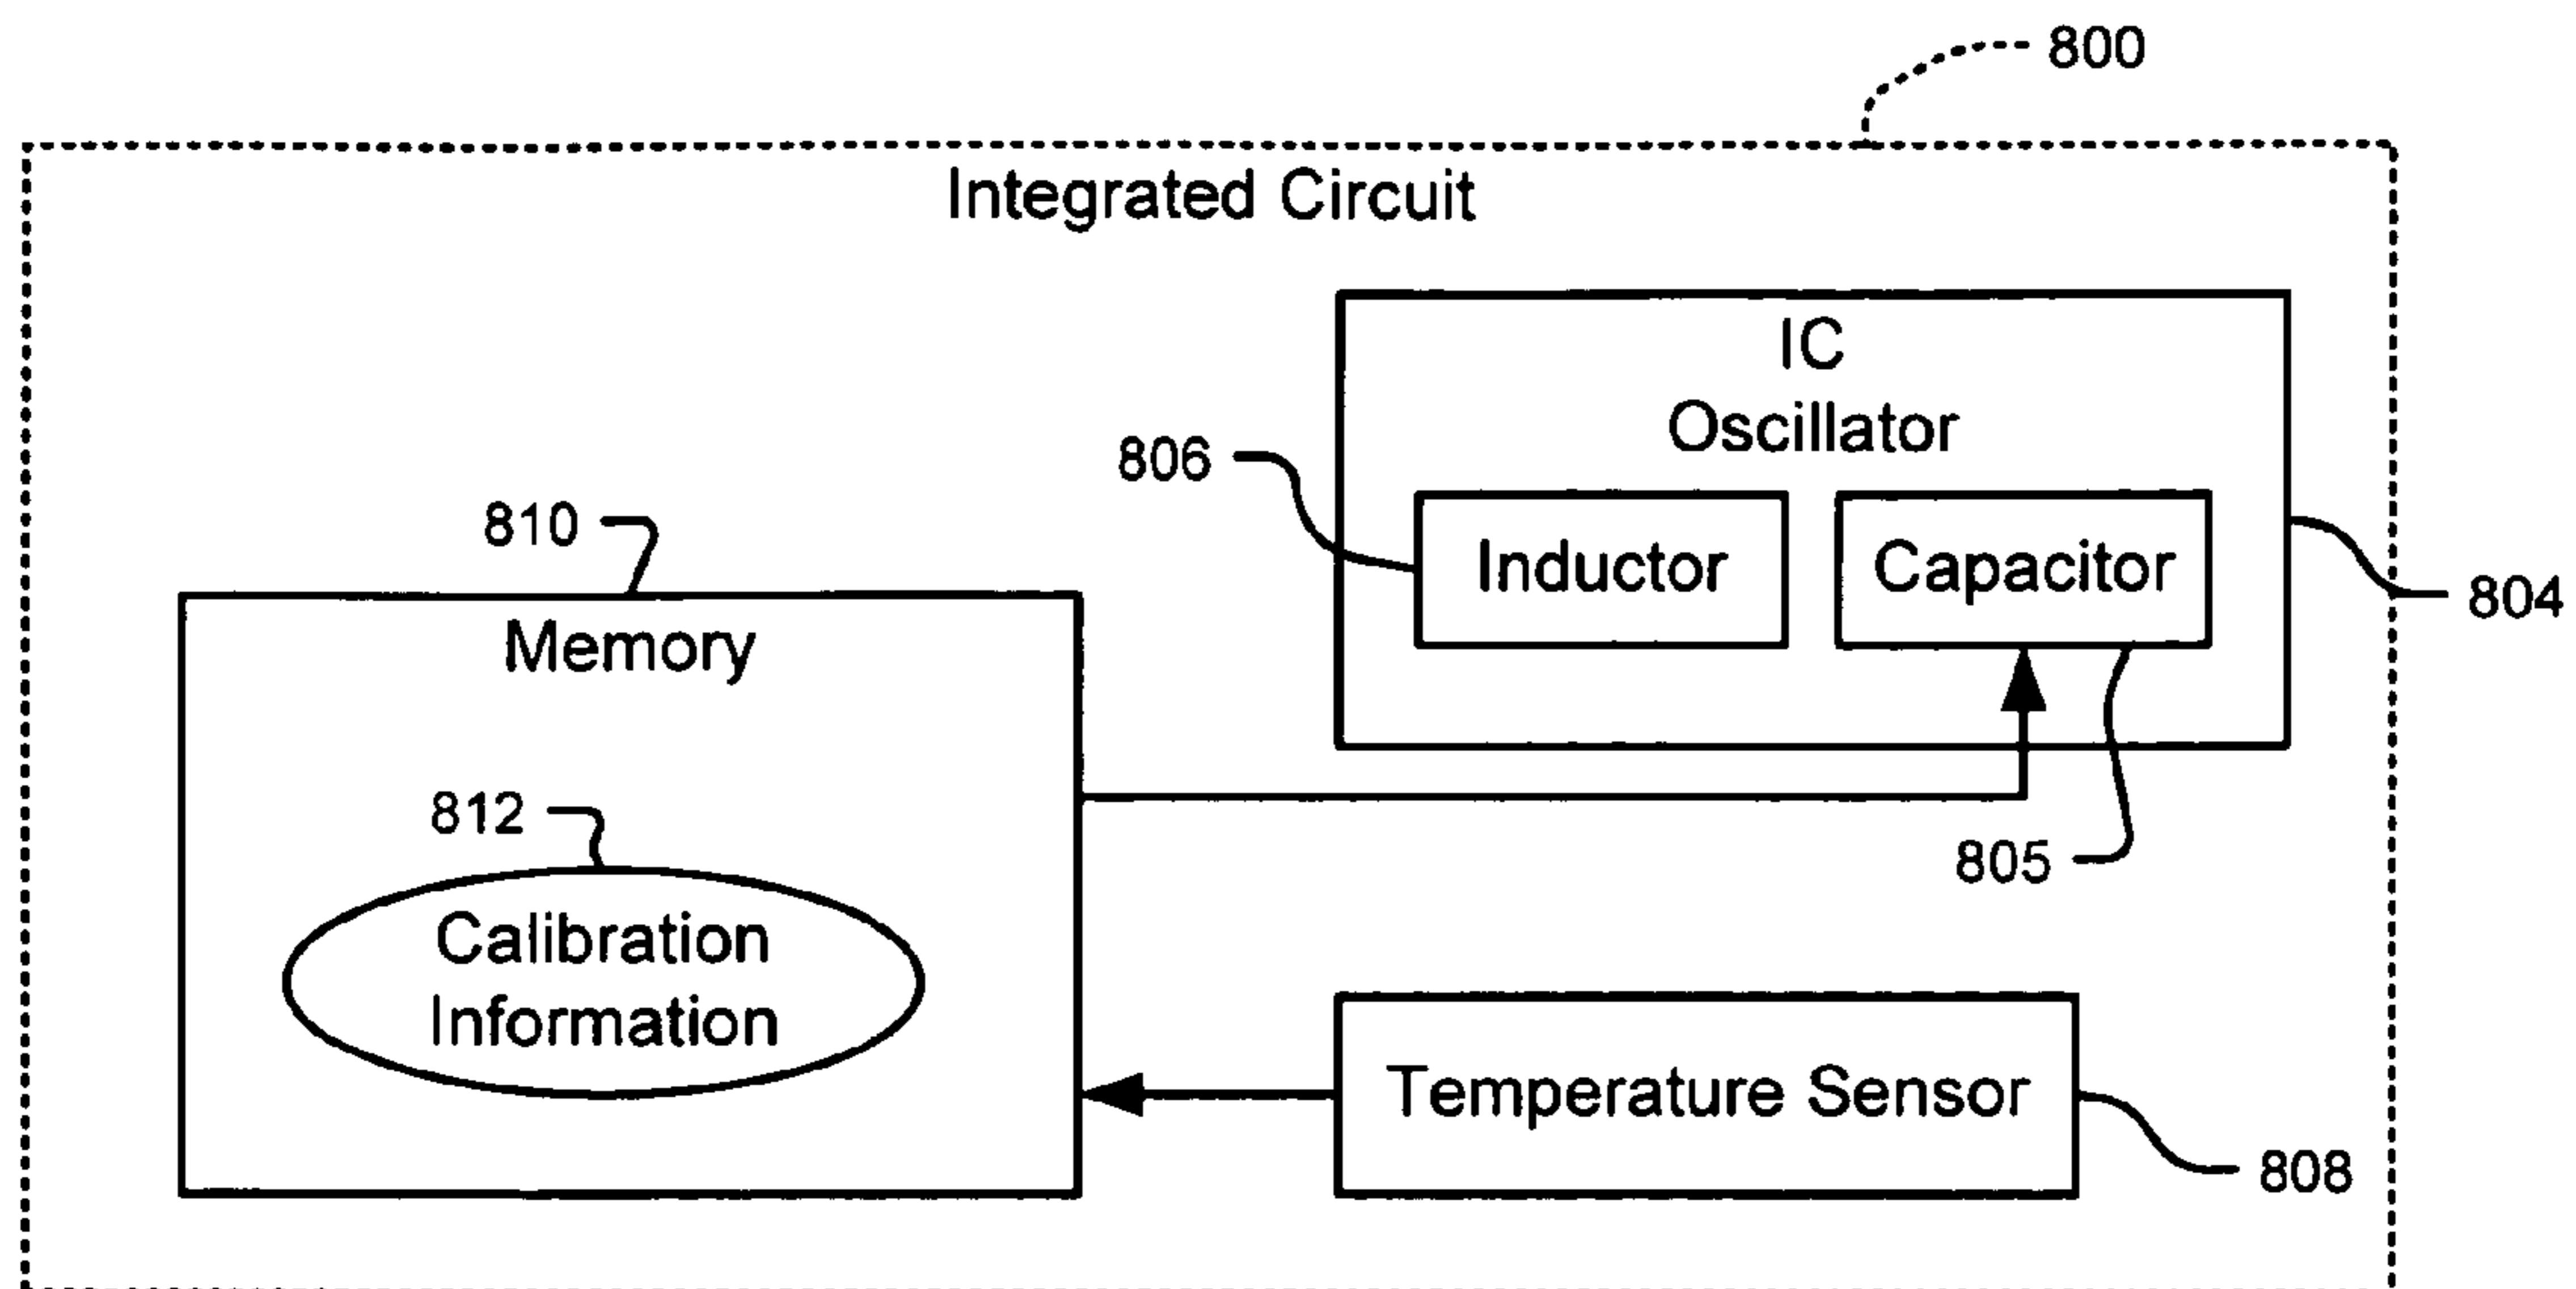 800
Integrated Circuit
IC
Oscillator
806
Inductor
Capacitor
810
804
Memory
812
805
Calibration
Information
Temperature Sensor
808